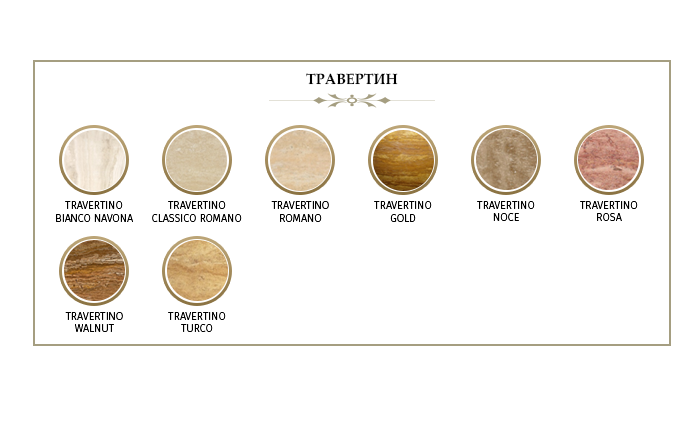 ТРАВЕРТИН
TRAVERTINO
BIANCO NAVONA
TRAVERTINO
CLASSICO ROMANO
TRAVERTINO
ROMANO
TRAVERTINO
GOLD
TRAVERTINO
NOCE
TRAVERTINO
ROSA
TRAVERTINO
WALNUT
TRAVERTINO
TURCO